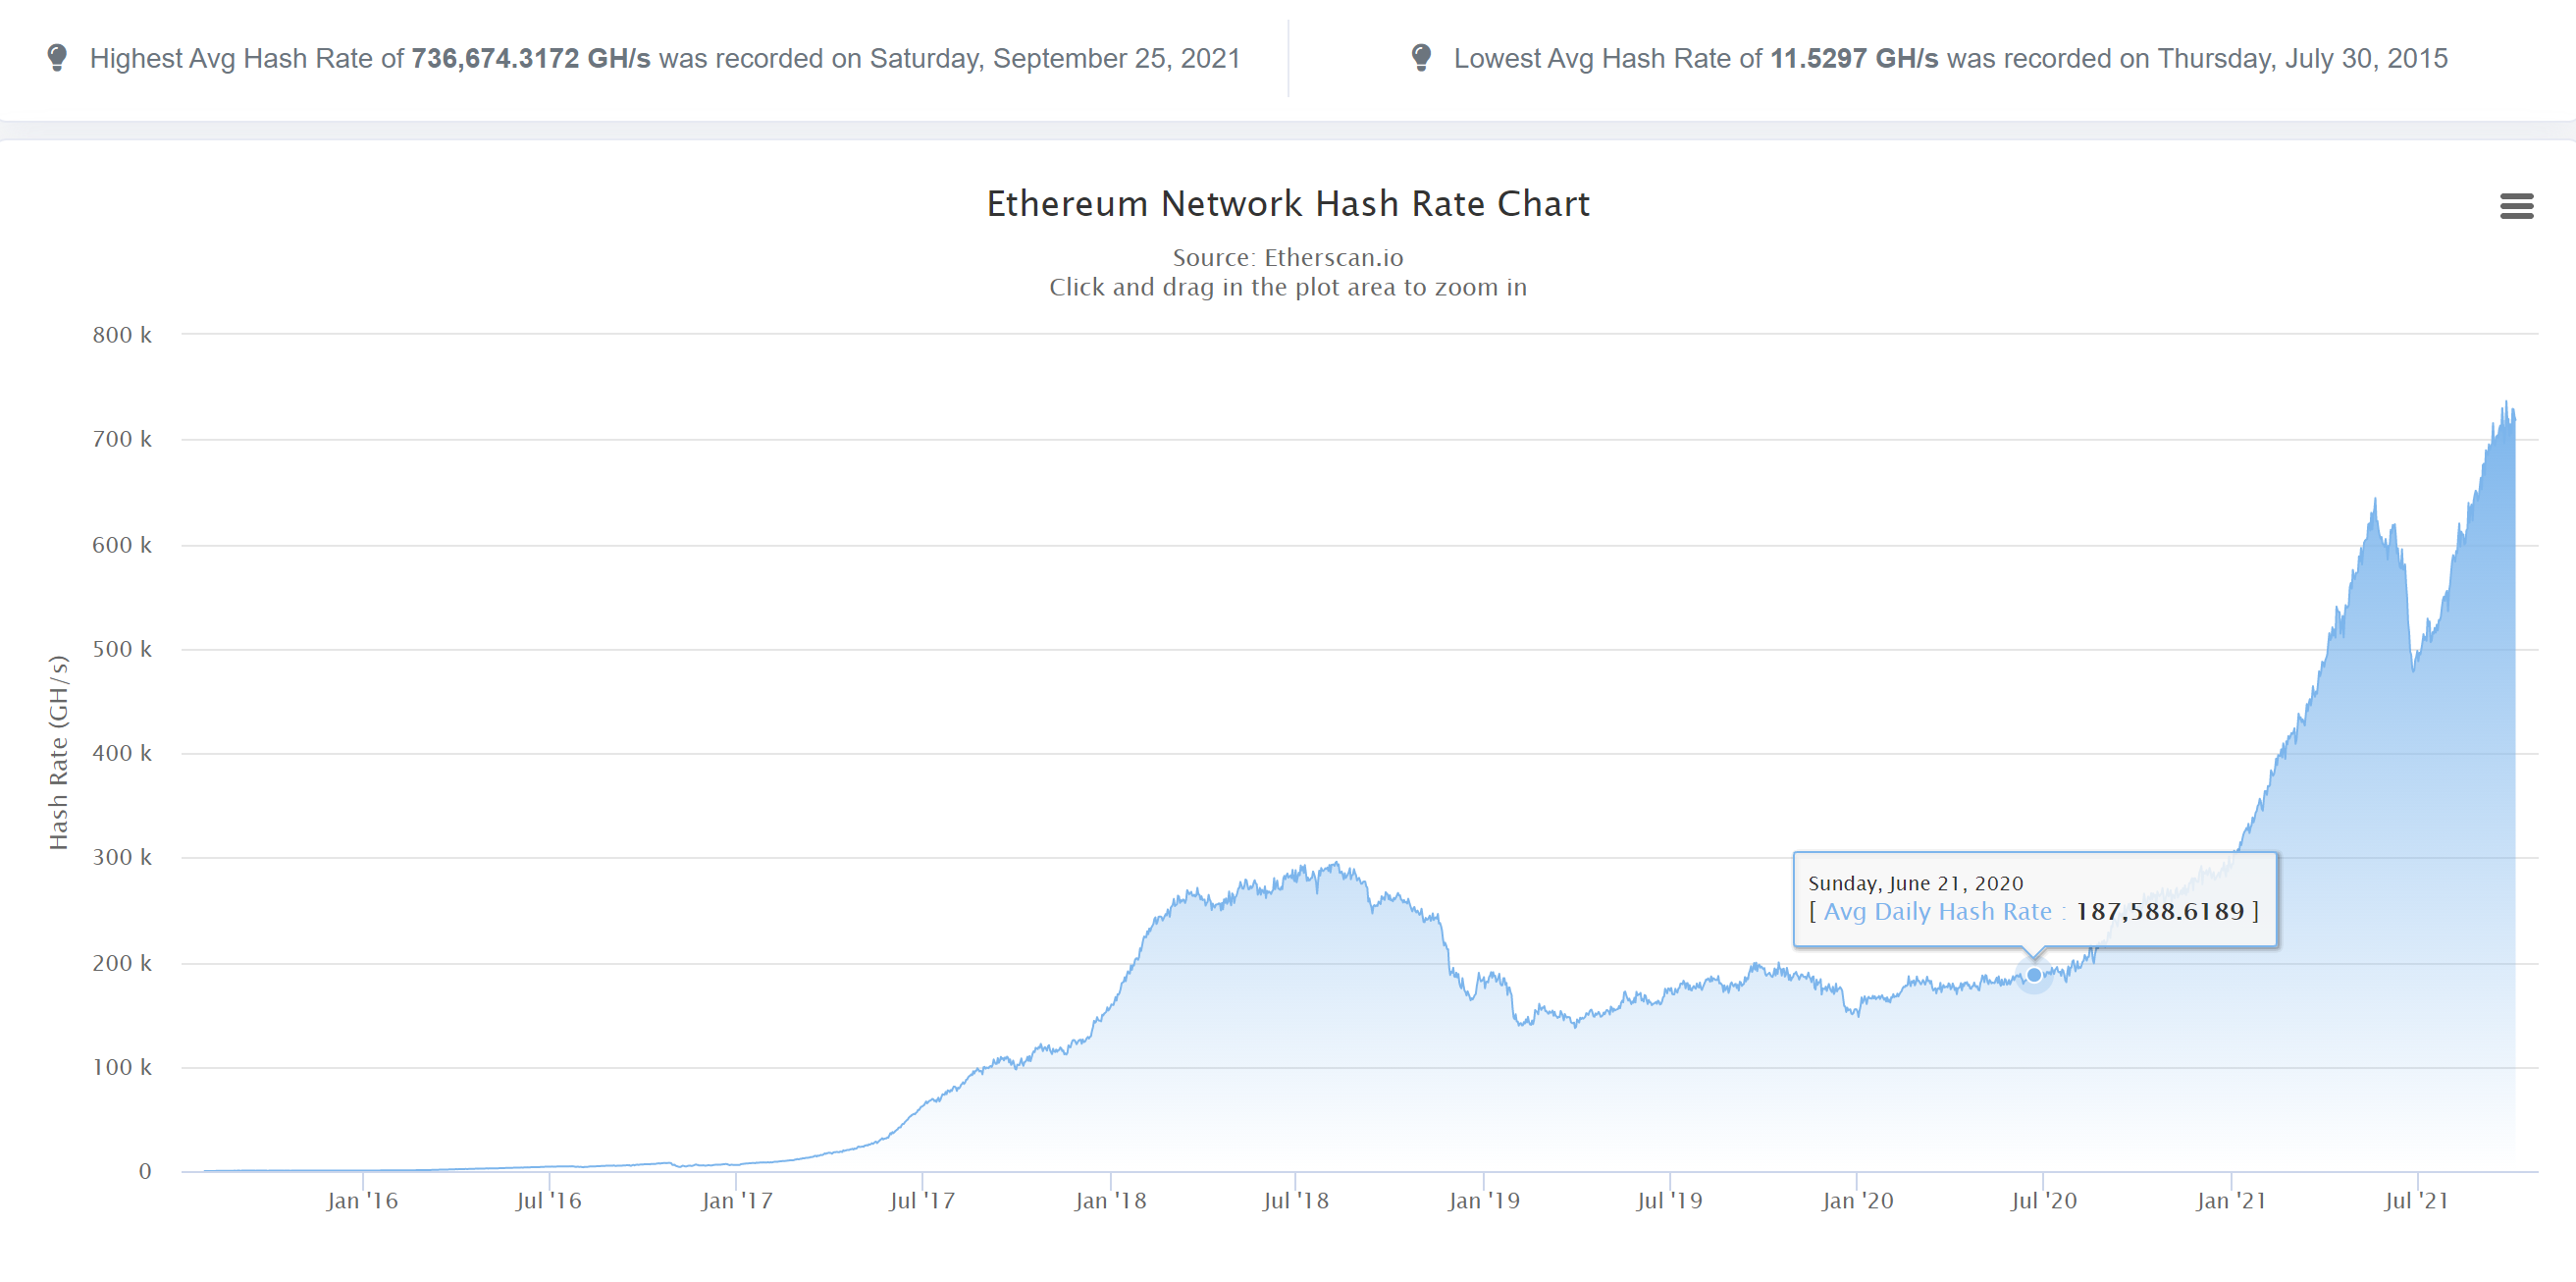 Highest Avg Hash Rate of 736,674.3172 GH/s was recorded on Saturday, September 25, 2021
Lowest Avg Hash Rate of 11.5297 GH/s was recorded on Thursday, July 30, 2015
Ethereum Network Hash Rate Chart
Source: Etherscan.io
Click and drag in the plot area to zoom in
Hash Rate (GH/s)
800 k
700 k
600 k
500 k
400 k
300 k
200 k
100 k
0
Sunday, June 21, 2020
[ Avg Daily Hash Rate : 187,588.6189 ]
Jan '16
Jul '16
Jan '17
Jul '17
Jan '18
Jul '18
Jan '19
Jul '19
Jan '20
Jul '20
Jan '21
Jul '21